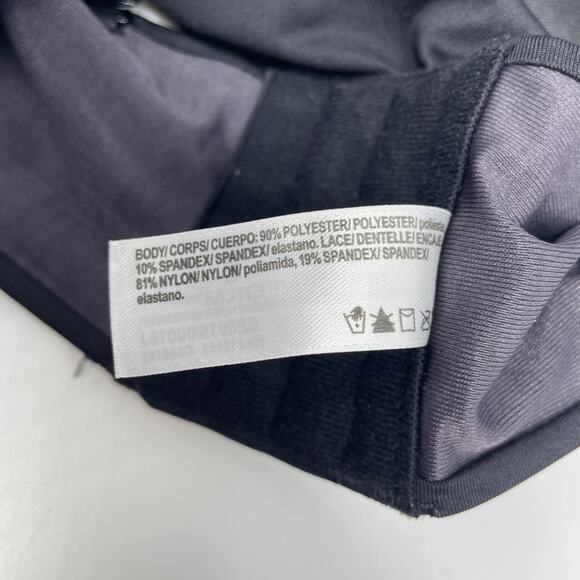 BODY/ CORPS/ CUERPO: 90% POLYESTER/ POLYESTER/
10% SPANDEX/ SPANDEX/ elastano. LACE/ DENTELLE/ ENCAJE
81% NYLON/ NYLON/ poliamida, 19% SPANDEX/ SPANDEX/
elastano.